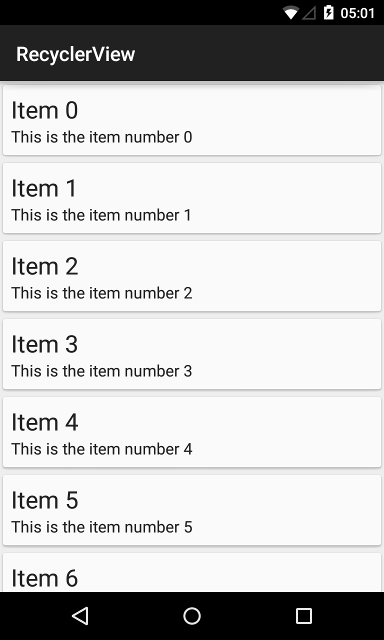 05:01
RecyclerView
Item 0
This is the item number 0
Item 1
This is the item number 1
Item 2
This is the item number 2
Item 3
This is the item number 3
Item 4
This is the item number 4
Item 5
This is the item number 5
Item 6